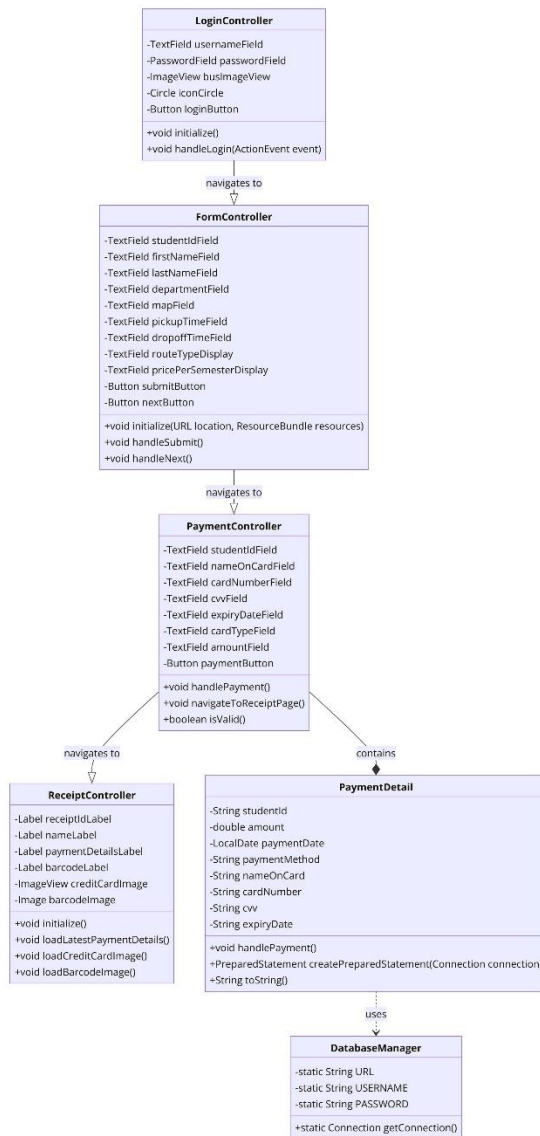 LoginController
-TextField usernameField
-PasswordField passwordField
-ImageView busImageView
-Circle iconCircle
-Button loginButton
+void initialize()
+void handleLogin(ActionEvent event)
navigates to
FormController
-TextField studentIdField
-TextField firstNameField
-TextField lastNameField
-TextField departmentField
-TextField mapField
-TextField pickupTimeField
-TextField dropoffTimeField
-TextField routeTypeDisplay
-TextField pricePerSemesterDisplay
-Button submitButton
-Button nextButton
+void initialize(URL location, ResourceBundle resources)
+void handleSubmit()
+void handleNext()
navigates to
PaymentController
-TextField studentIdField
-TextField nameOnCardField
-TextField cardNumberField
-TextField cvvField
-TextField expiryDateField
-TextField cardTypeField
-TextField amountField
-Button paymentButton
+void handlePayment()
+void navigateToReceiptPage()
+boolean isValid()
navigates to
contains
ReceiptController
-Label receiptIdLabel
-Label nameLabel
-Label paymentDetailsLabel
-Label barcodeLabel
-ImageView creditCardImage
-Image barcodeImage
+void initialize()
+void loadLatestPaymentDetails()
+void loadCreditCardImage()
+void loadBarcodeImage()
PaymentDetail
-String studentId
-double amount
-LocalDate paymentDate
-String paymentMethod
-String nameOnCard
-String cardNumber
-String cvv
-String expiryDate
+void handlePayment()
+PreparedStatement createPreparedStatement(Connection connection)
+String toString()
uses
DatabaseManager
-static String URL
-static String USERNAME
-static String PASSWORD
+static Connection getConnection()